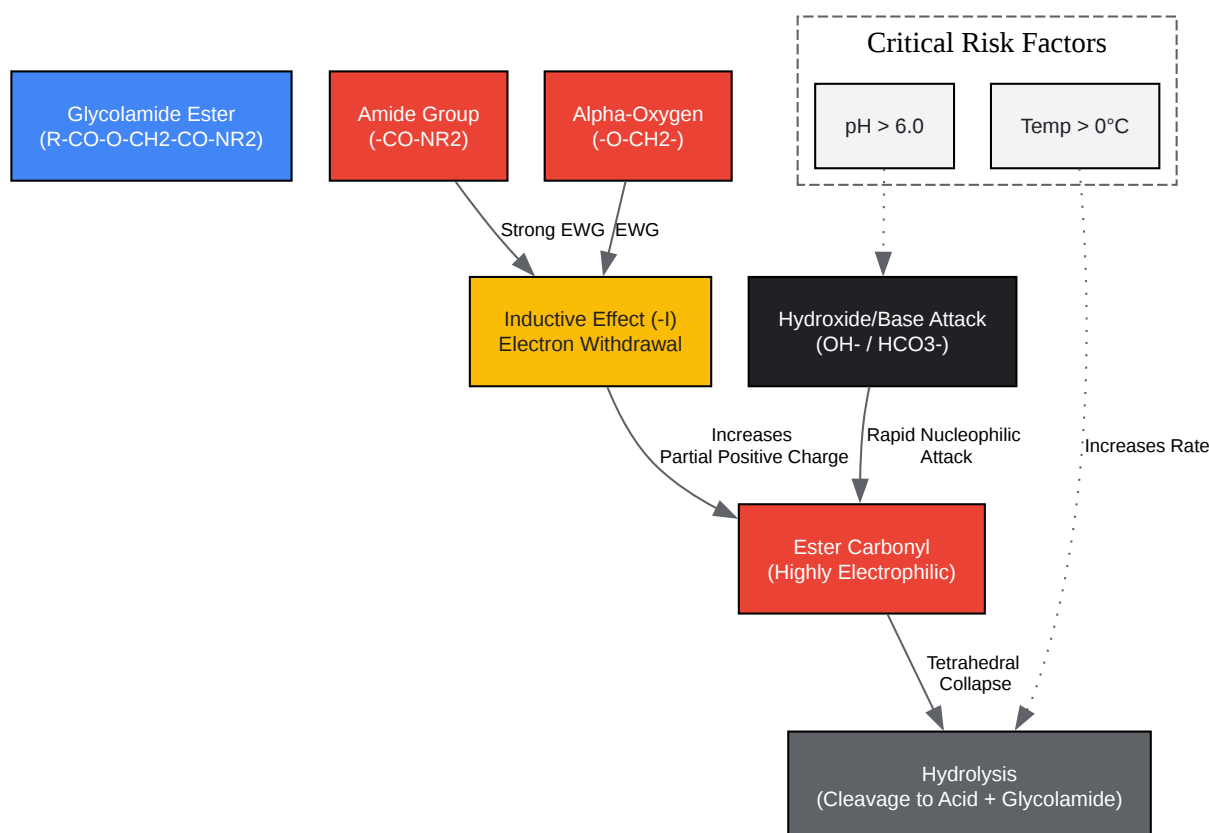 Critical Risk Factors
Glycolamide Ester
(R-CO-O-CH2-CO-NR2)
Amide Group
(-CO-NR2)
Alpha-Oxygen
(-O-CH2-)
pH > 6.0
Temp > 0°C
Strong EWG
EWG
Inductive Effect (-I)
Electron Withdrawal
Hydroxide/Base Attack
(OH- / HCO3-)
Increases
Partial Positive Charge
Rapid Nucleophilic
Attack
Increases Rate
Ester Carbonyl
(Highly Electrophilic)
Tetrahedral
Collapse
Hydrolysis
(Cleavage to Acid + Glycolamide)